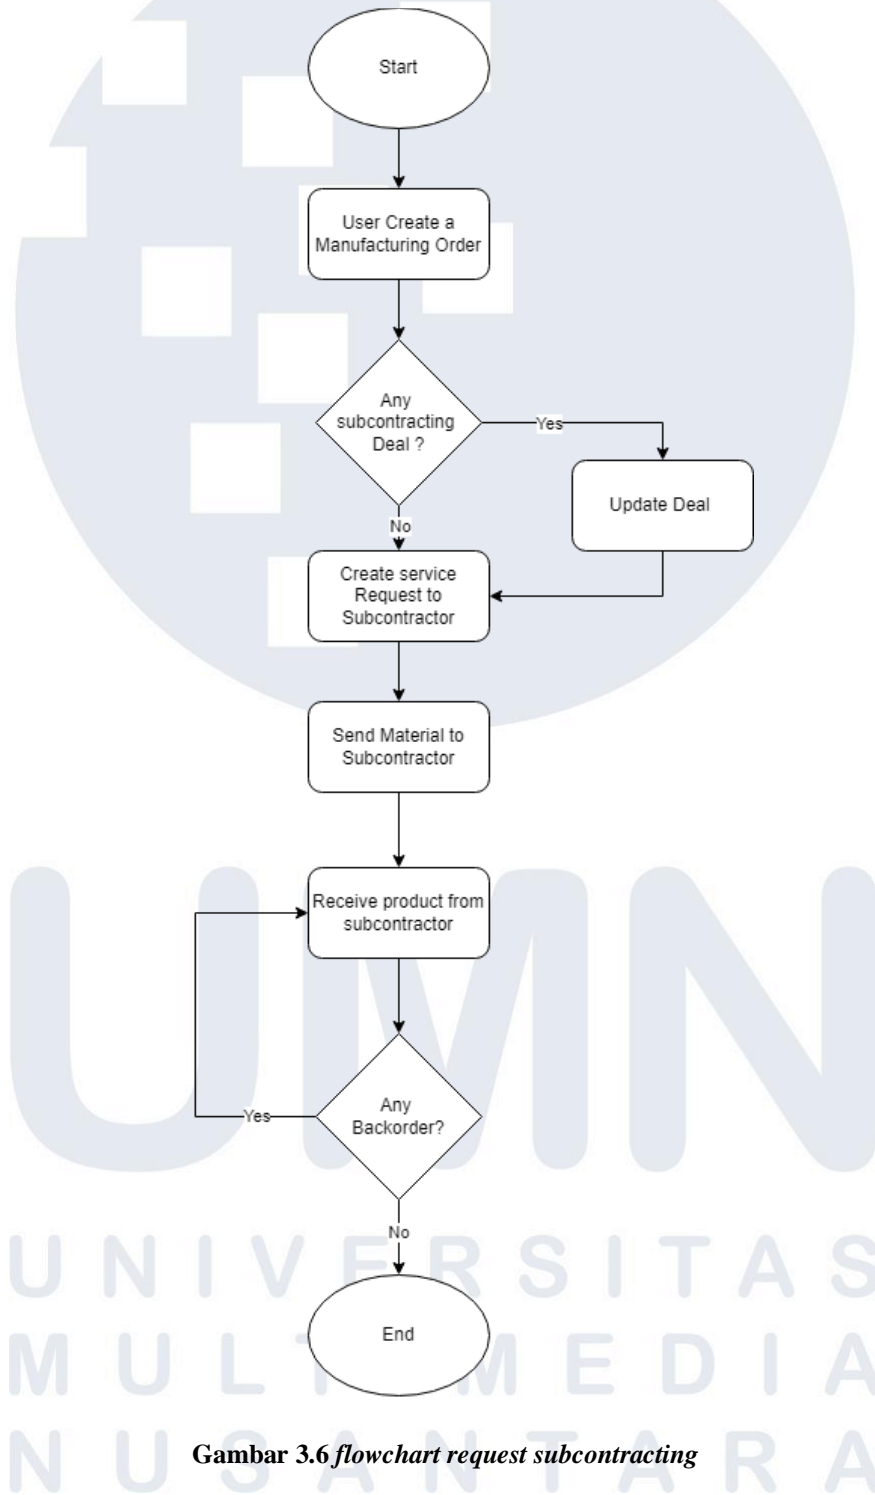 Start
User Create a
Manufacturing Order
Any
subcontracting
Deal ?
Yes
Update Deal
No
Create service
Request to
Subcontractor
Send Material to
Subcontractor
Receive product from
subcontractor
Any
Backorder?
Yes
No
End
UMN
UNIVERSITAS
MULTIMEDIA
NUSANTARA
Gambar 3.6 flowchart request subcontracting